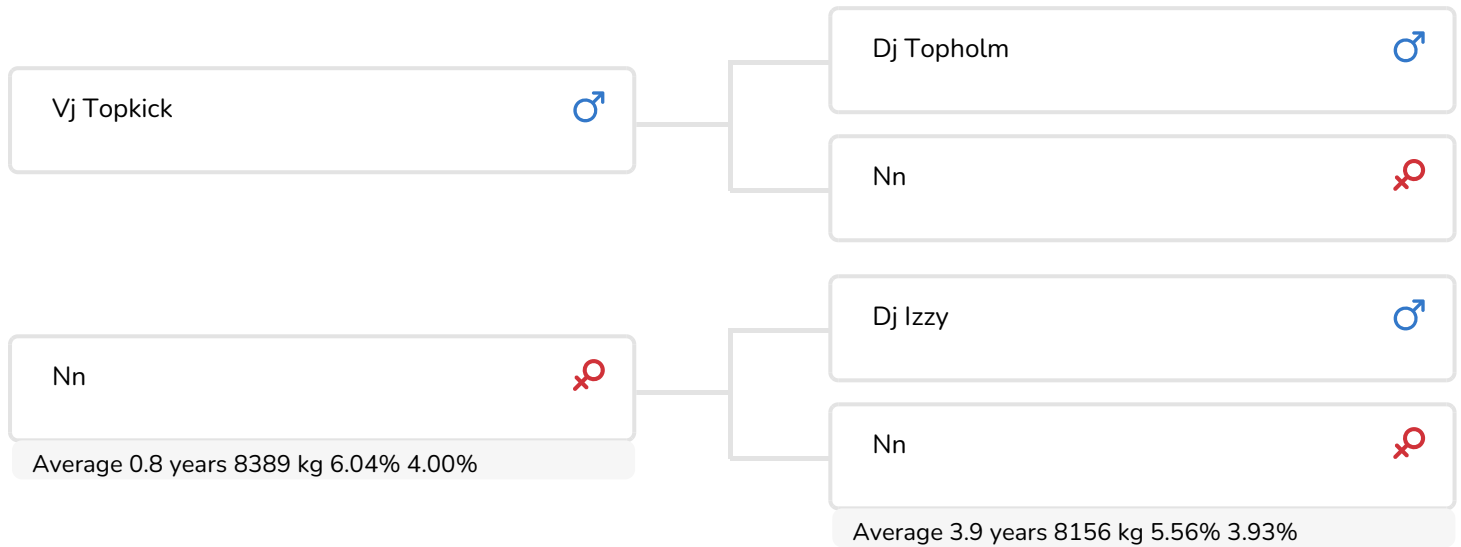 Vj Topkick
Dj Topholm
Nn
Nn
Average 0.8 years 8389 kg 6.04% 4.00%
Dj Izzy
Nn
Average 3.9 years 8156 kg 5.56% 3.93%